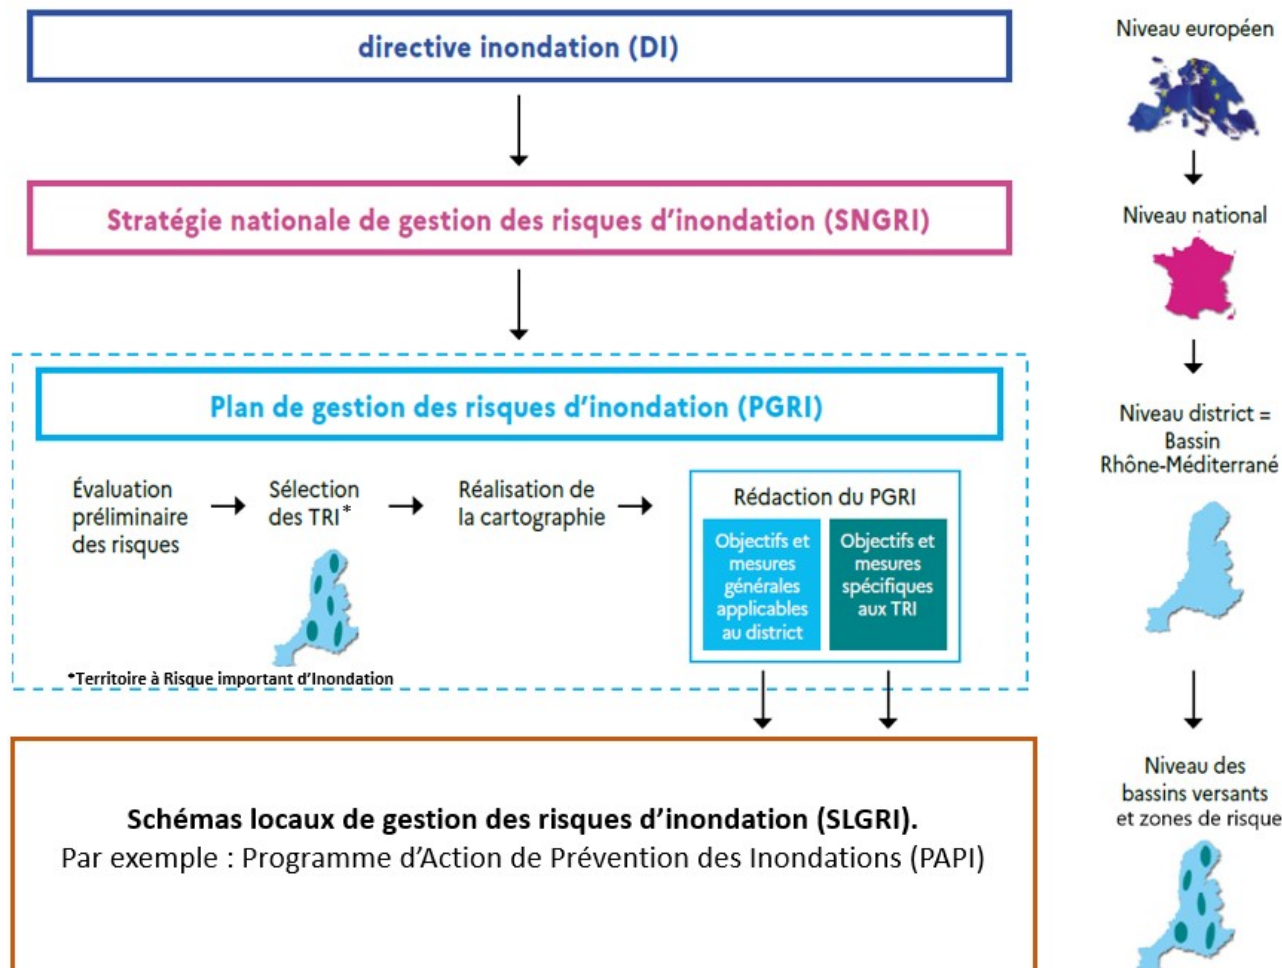 directive inondation (DI)
Stratégie nationale de gestion des risques d'inondation (SNGRI)
Plan de gestion des risques d'inondation (PGRI)
Évaluation
préliminaire
des risques
Sélection
des TRI*
Réalisation de
la cartographie
Rédaction du PGRI
Objectifs et
mesures
générales
applicables
au district
Objectifs et
mesures
spécifiques
aux TRI
*Territoire à Risque important d'Inondation
Schémas locaux de gestion des risques d'inondation (SLGRI).
Par exemple : Programme d'Action de Prévention des Inondations (PAPI)
Niveau européen
Niveau national
Niveau district =
Bassin
Rhône-Méditerrané
Niveau des
bassins versants
et zones de risque